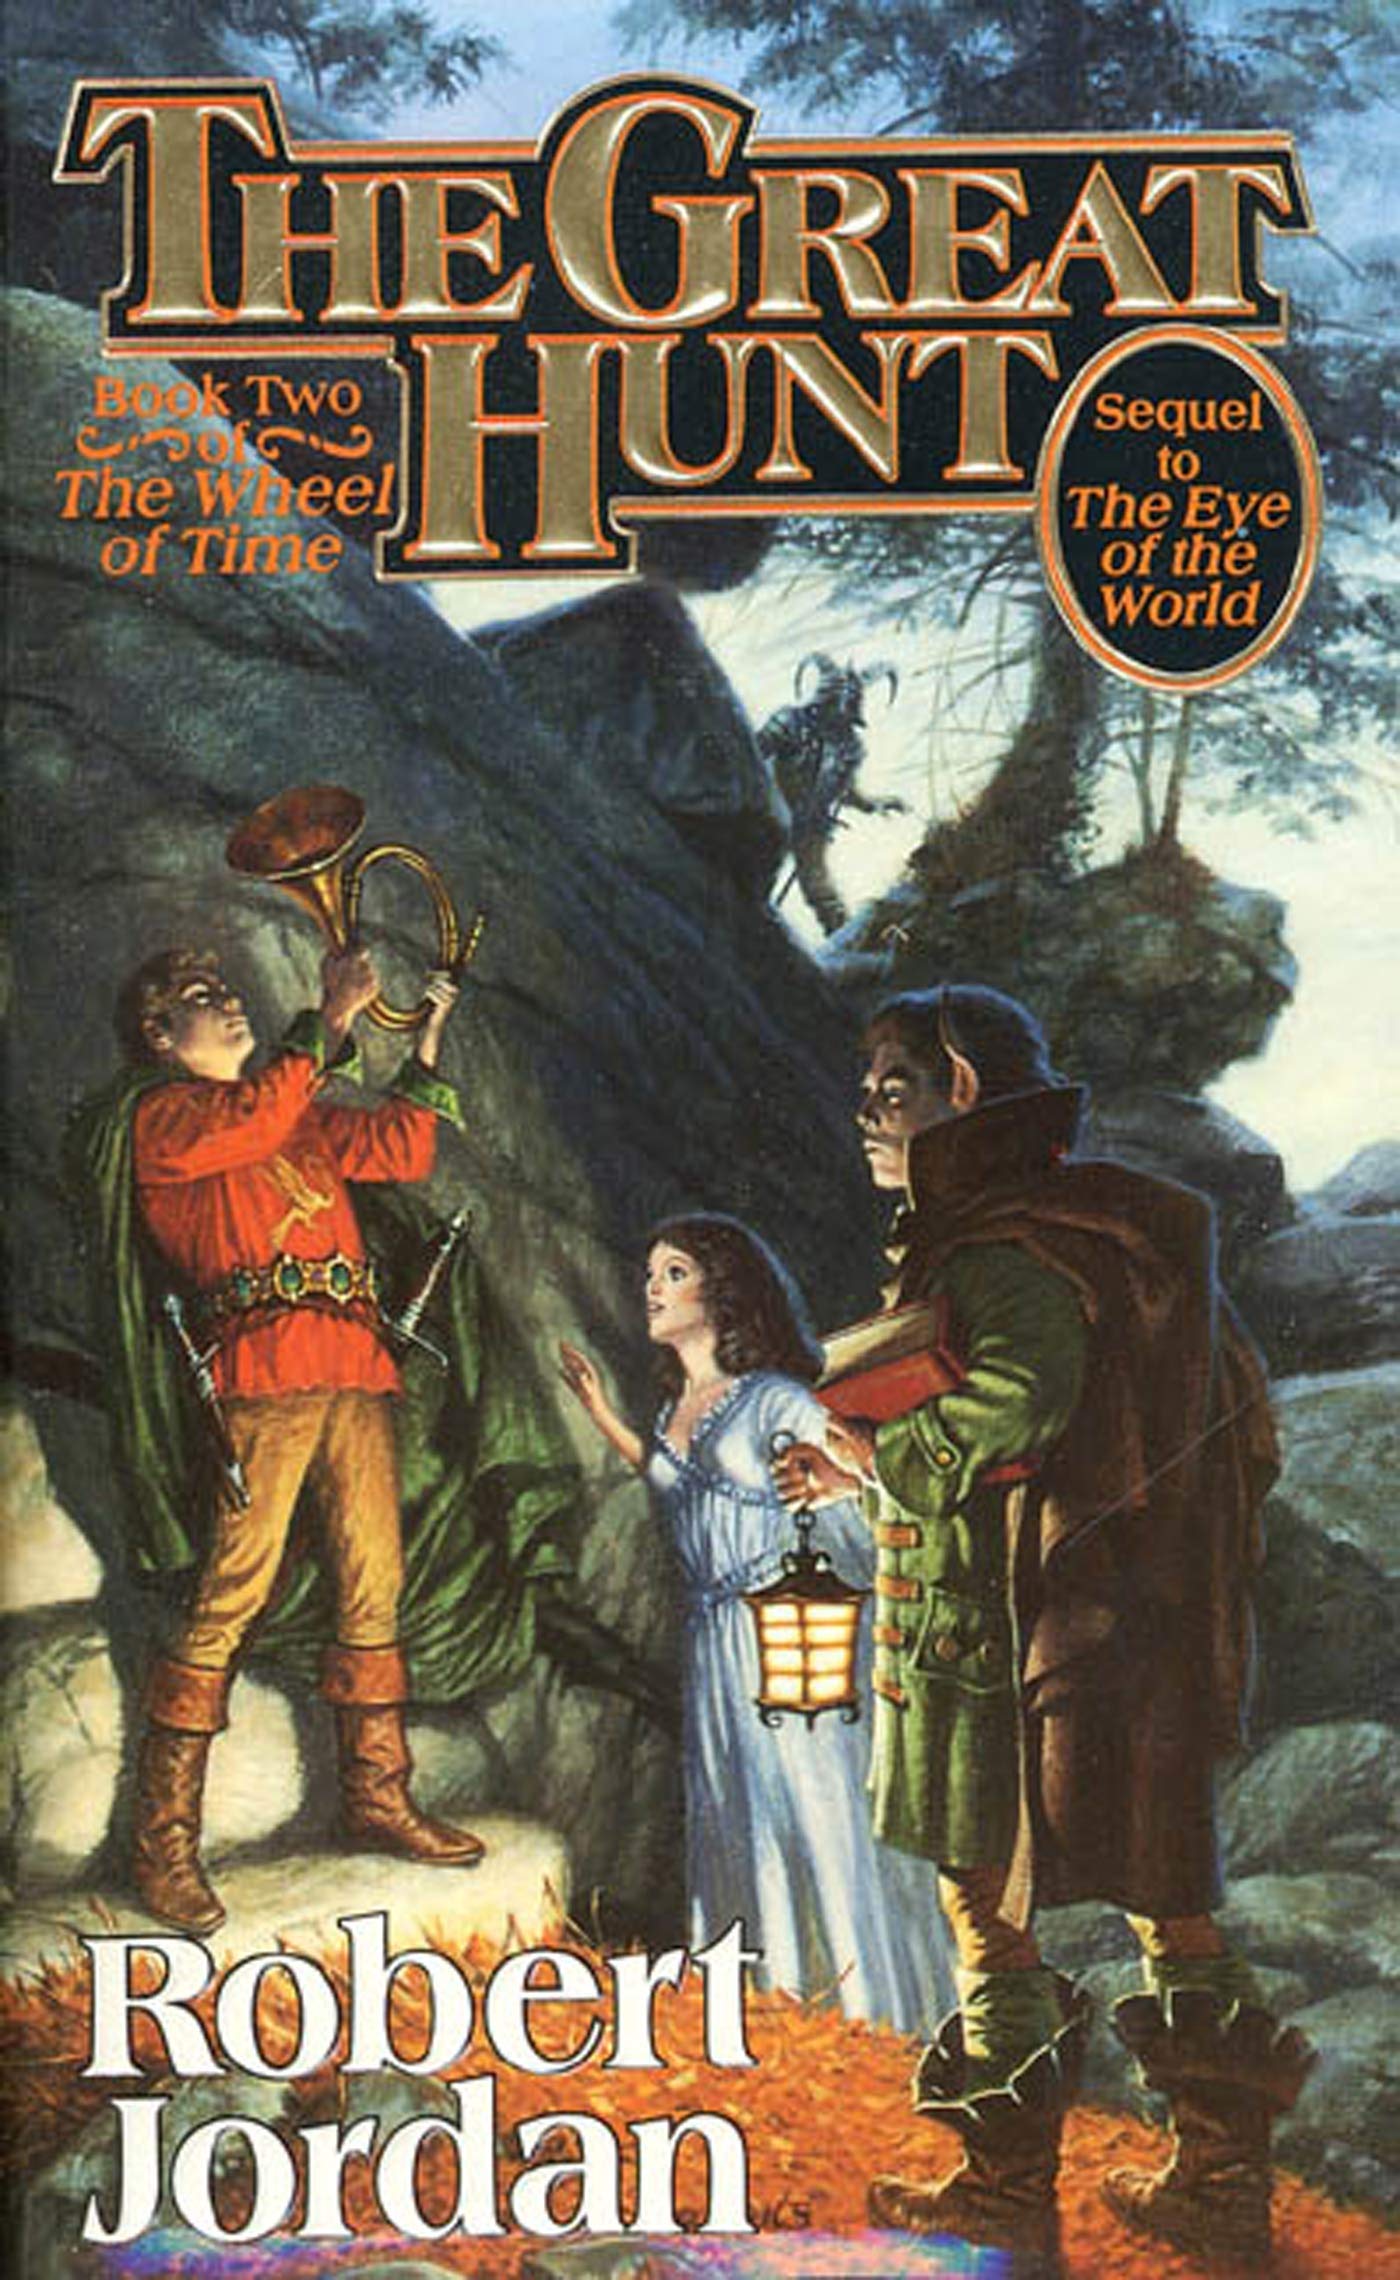 The Great
Hunt
Book Two
of
The Wheel
of Time
Sequel
to
The Eye
of the
World
Robert
Jordan